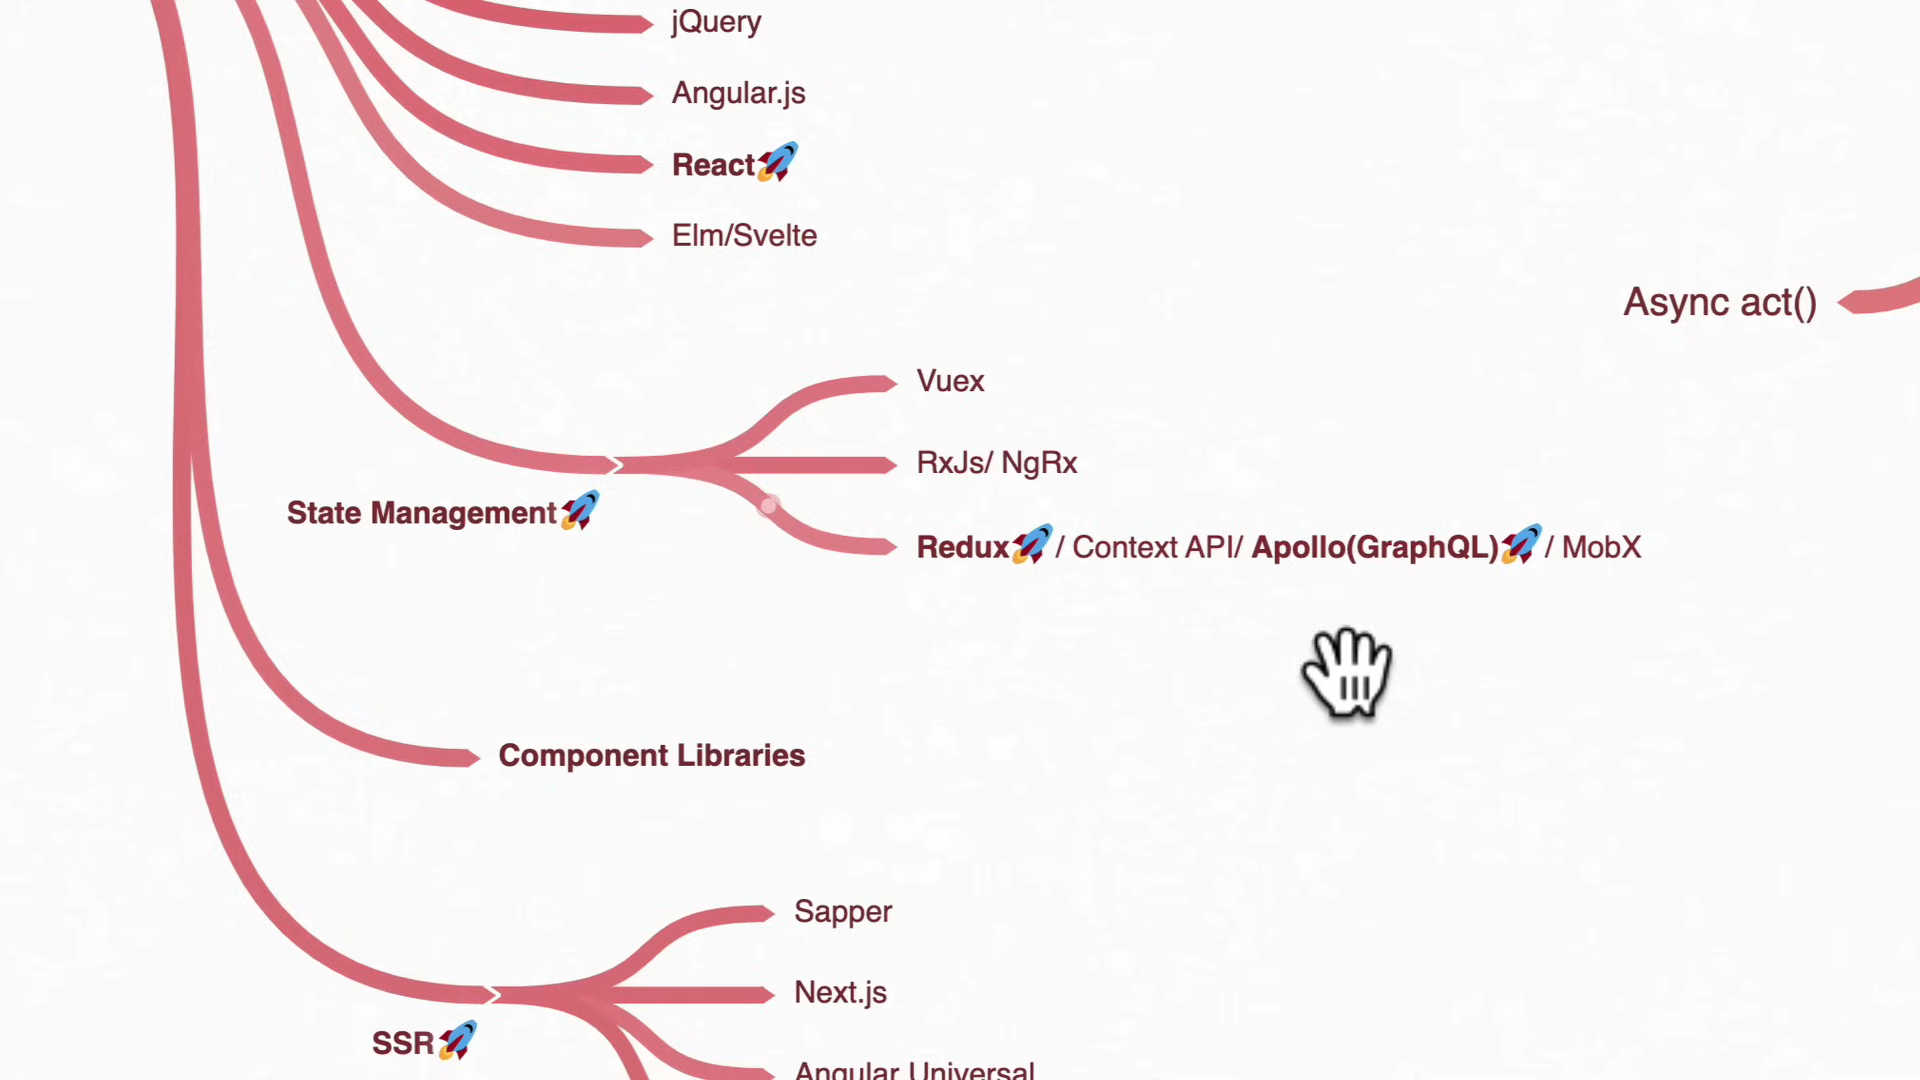 jQuery
Angular.js
React🚀
Elm/Svelte
Async act()
Vuex
RxJs/ NgRx
State Management🚀
Redux🚀/ Context API/ Apollo(GraphQL)🚀/ MobX
Component Libraries
Sapper
Next.js
SSR🚀
Angular Universal